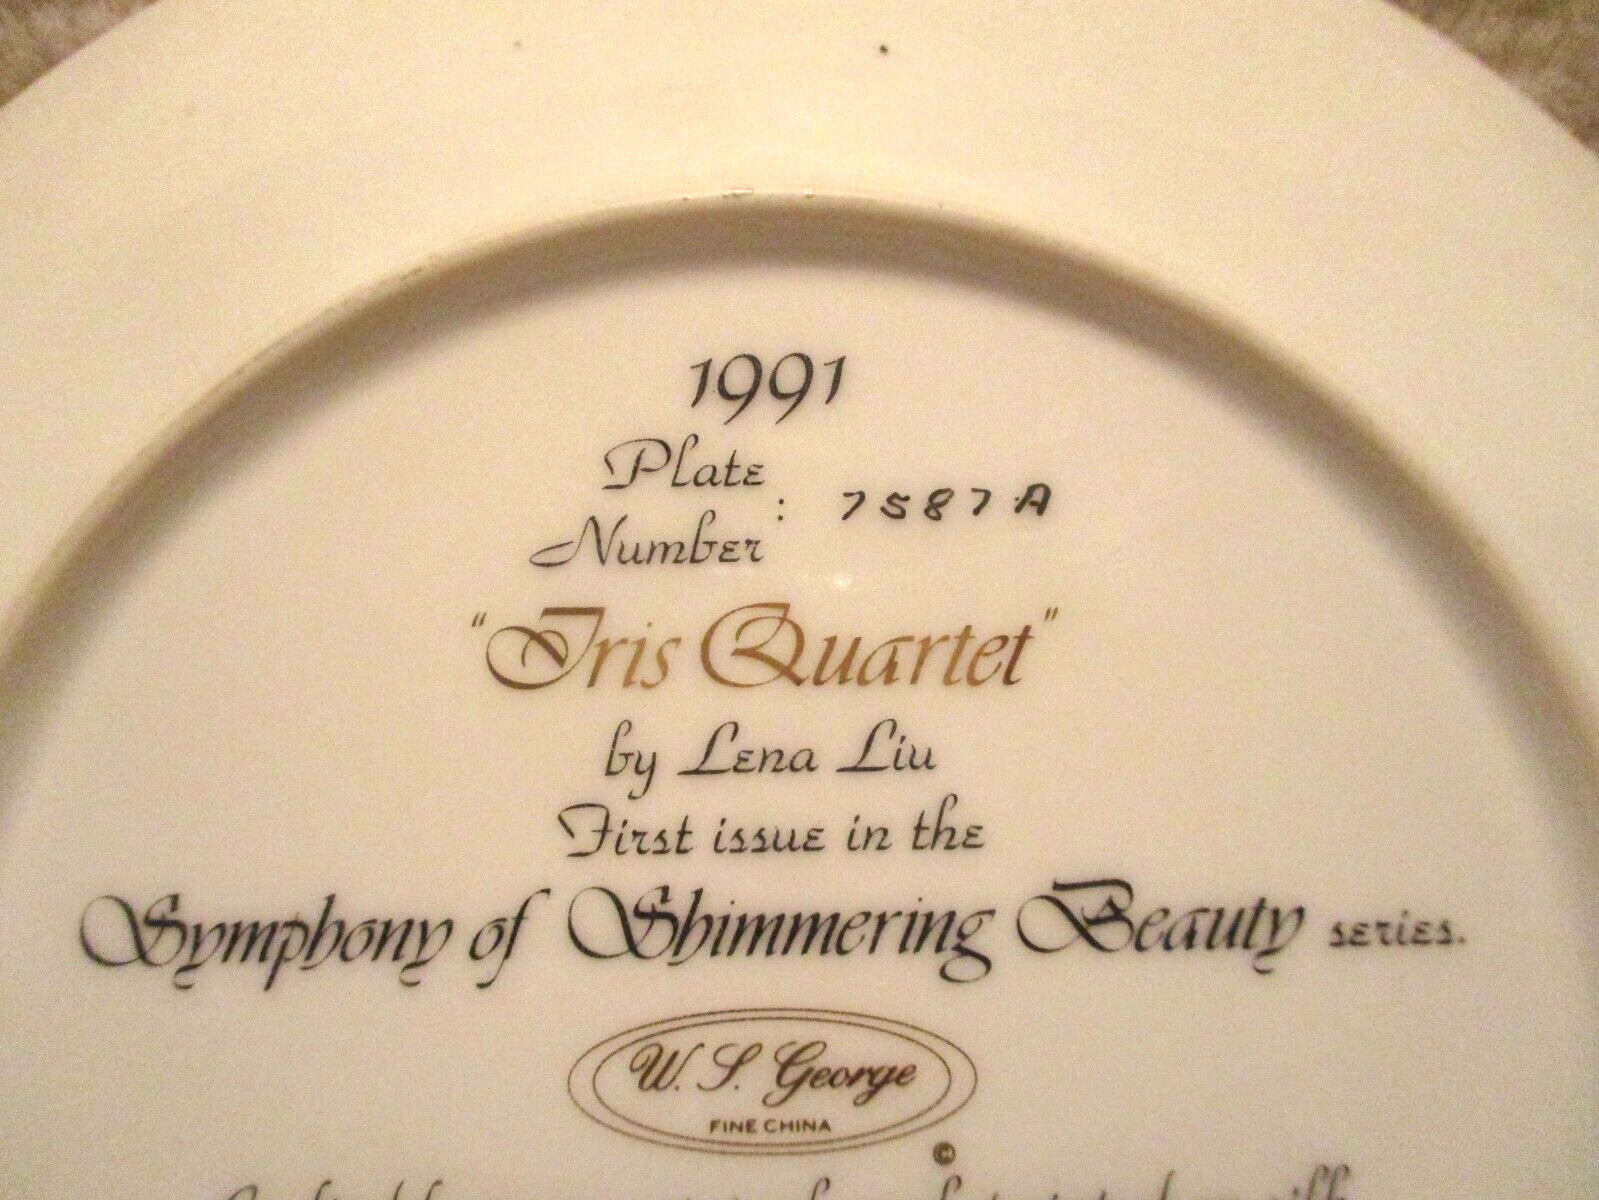 1991
Plate
Number : 7587A
"Iris Quartet"
by Lena Liu
First issue in the
Symphony of Shimmering Beauty series.
W. S. George
FINE CHINA
©